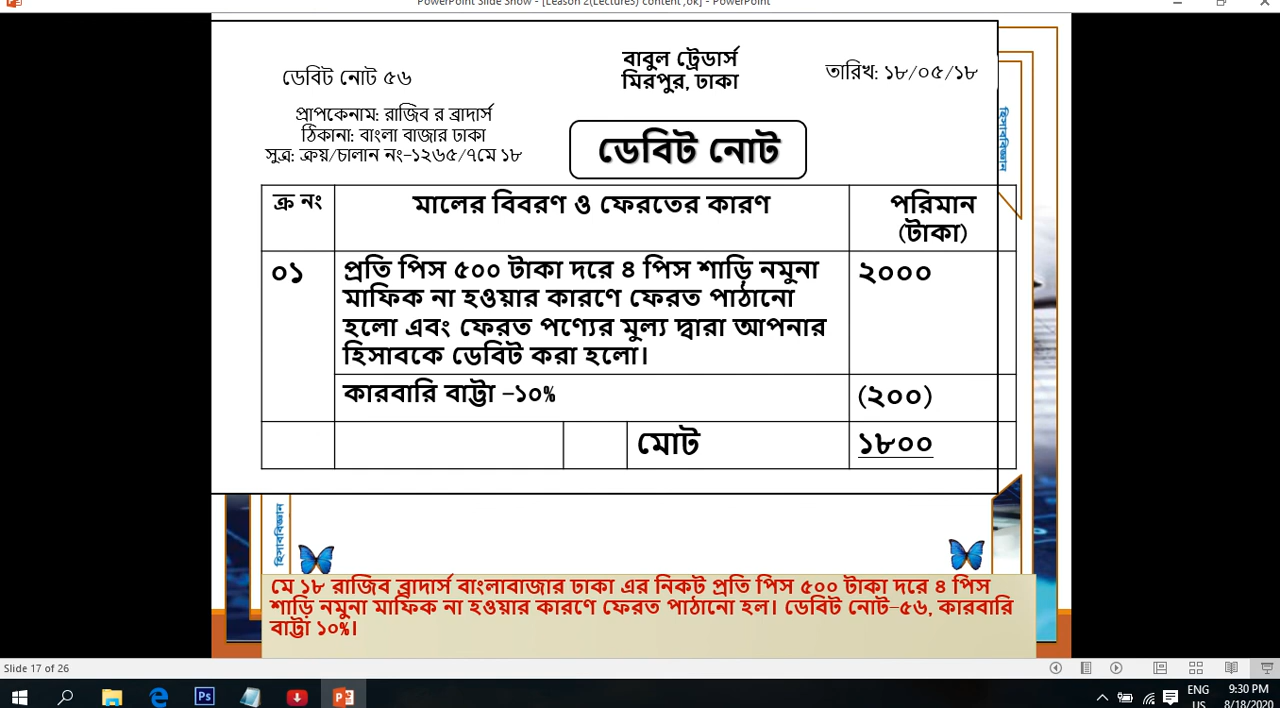 PowerPoint Slide Show - [Leason 2(Lecture3) content ,ok] - PowerPoint
ডেবিট নোট ৫৬
বাবুল ট্রেডার্স
মিরপুর, ঢাকা
তারিখ: ১৮/০৫/১৮
প্রাপকেনাম: রাজিব র ব্রাদার্স
ঠিকানা: বাংলা বাজার ঢাকা
সুত্র: ক্রয়/চালান নং-১২৬৫/৭মে ১৮
ডেবিট নোট
হিসাববিজ্ঞান
ক্র নং
মালের বিবরণ ও ফেরতের কারণ
পরিমান
(টাকা)
০১
প্রতি পিস ৫০০ টাকা দরে ৪ পিস শাড়ি নমুনা
মাফিক না হওয়ার কারণে ফেরত পাঠানো
হলো এবং ফেরত পণ্যের মুল্য দ্বারা আপনার
হিসাবকে ডেবিট করা হলো।
২০০০
কারবারি বাট্টা –১০%
(২০০)
মোট
১৮০০
হিসাববিজ্ঞান
মে ১৮ রাজিব ব্রাদার্স বাংলাবাজার ঢাকা এর নিকট প্রতি পিস ৫০০ টাকা দরে ৪ পিস
শাড়ি নমুনা মাফিক না হওয়ার কারণে ফেরত পাঠানো হল। ডেবিট নোট–৫৬, কারবারি
বাট্টা ১০%।
Slide 17 of 26
Ps
ENG
US
9:30 PM
8/18/2020